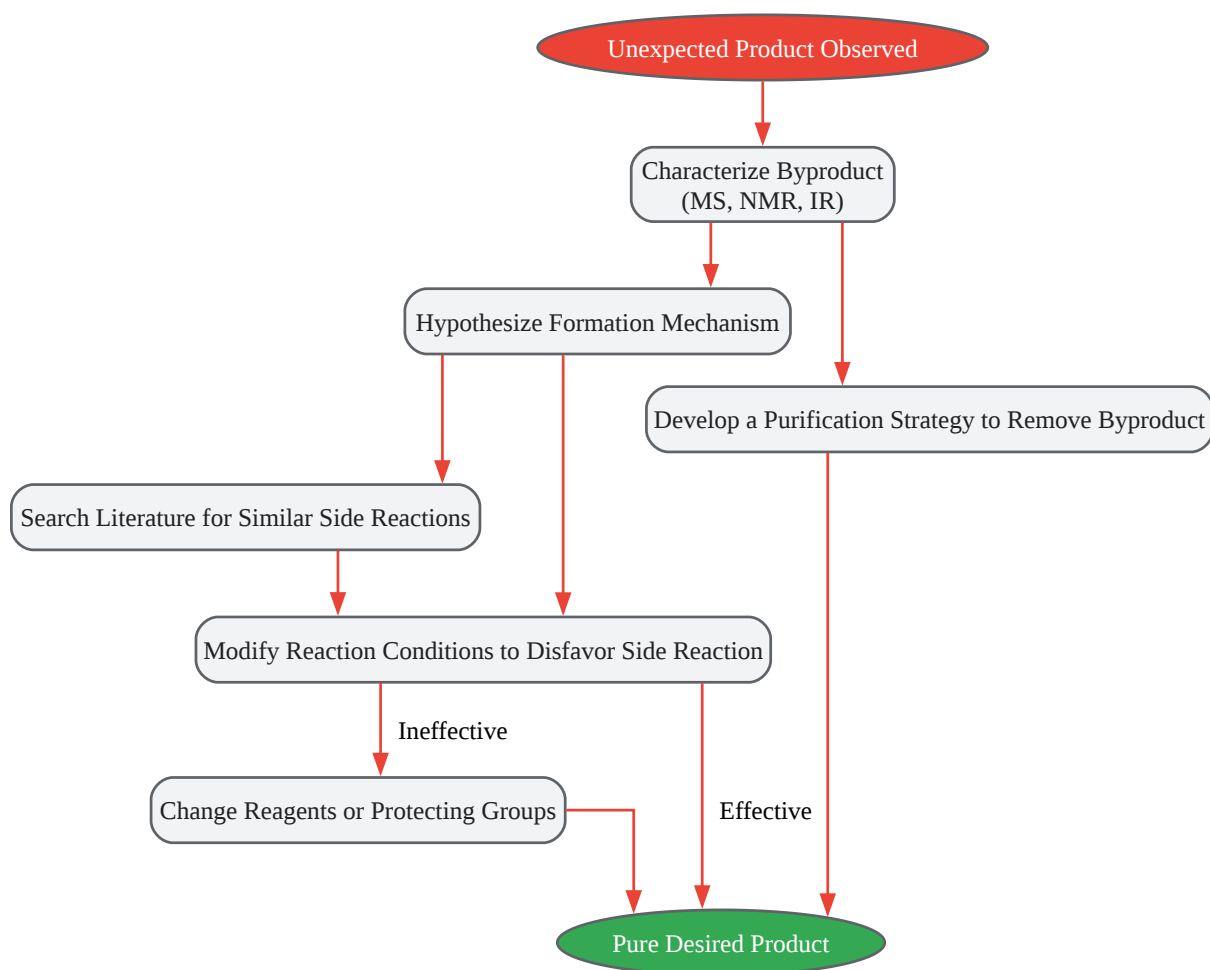 Unexpected Product Observed
Characterize Byproduct
(MS, NMR, IR)
Hypothesize Formation Mechanism
Develop a Purification Strategy to Remove Byproduct
Search Literature for Similar Side Reactions
Modify Reaction Conditions to Disfavor Side Reaction
Ineffective
Change Reagents or Protecting Groups
Effective
Pure Desired Product